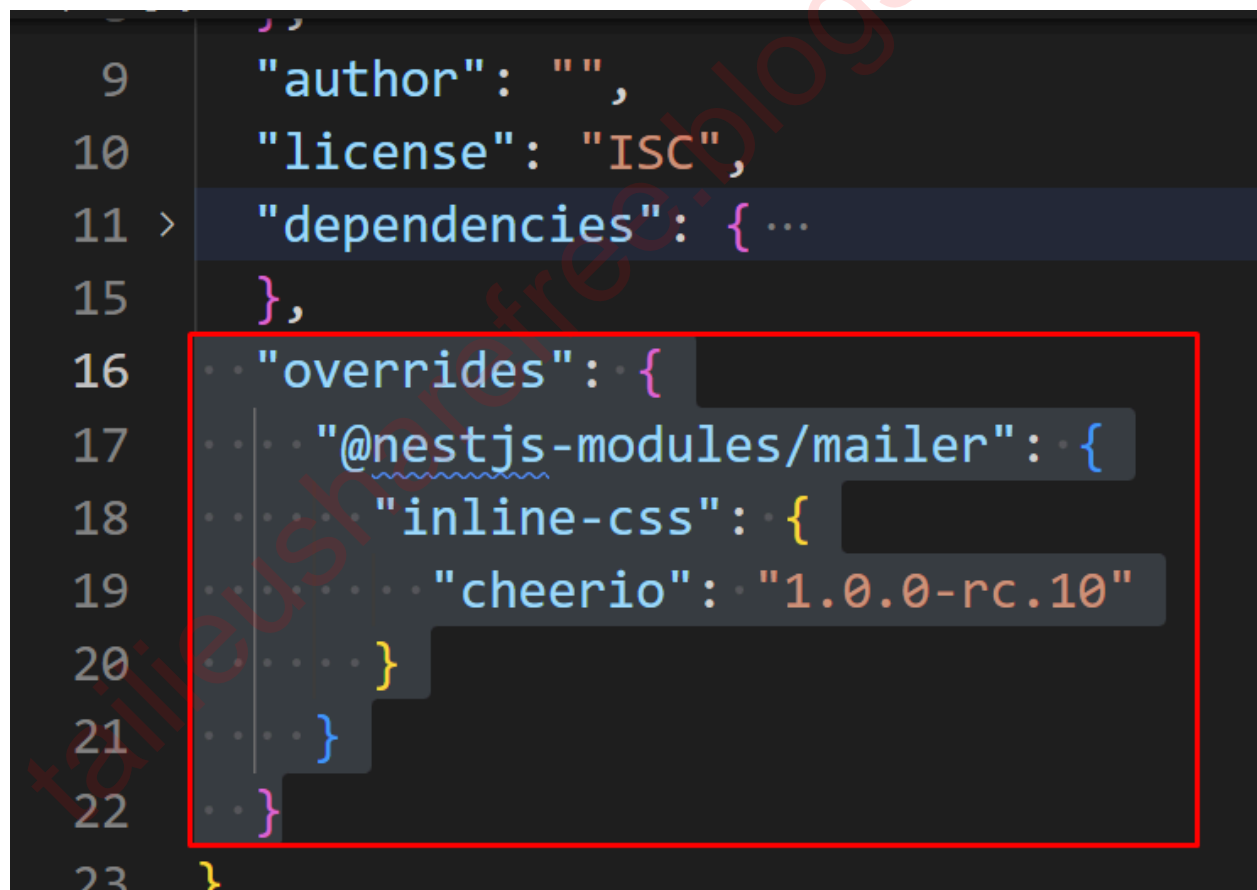 },
9 "author": "",
10 "license": "ISC",
11 > "dependencies": { ...
15 },
16 "overrides": {
17 "@nestjs-modules/mailer": {
18 "inline-css": {
19 "cheerio": "1.0.0-rc.10"
20 }
21 }
22 }
23 }